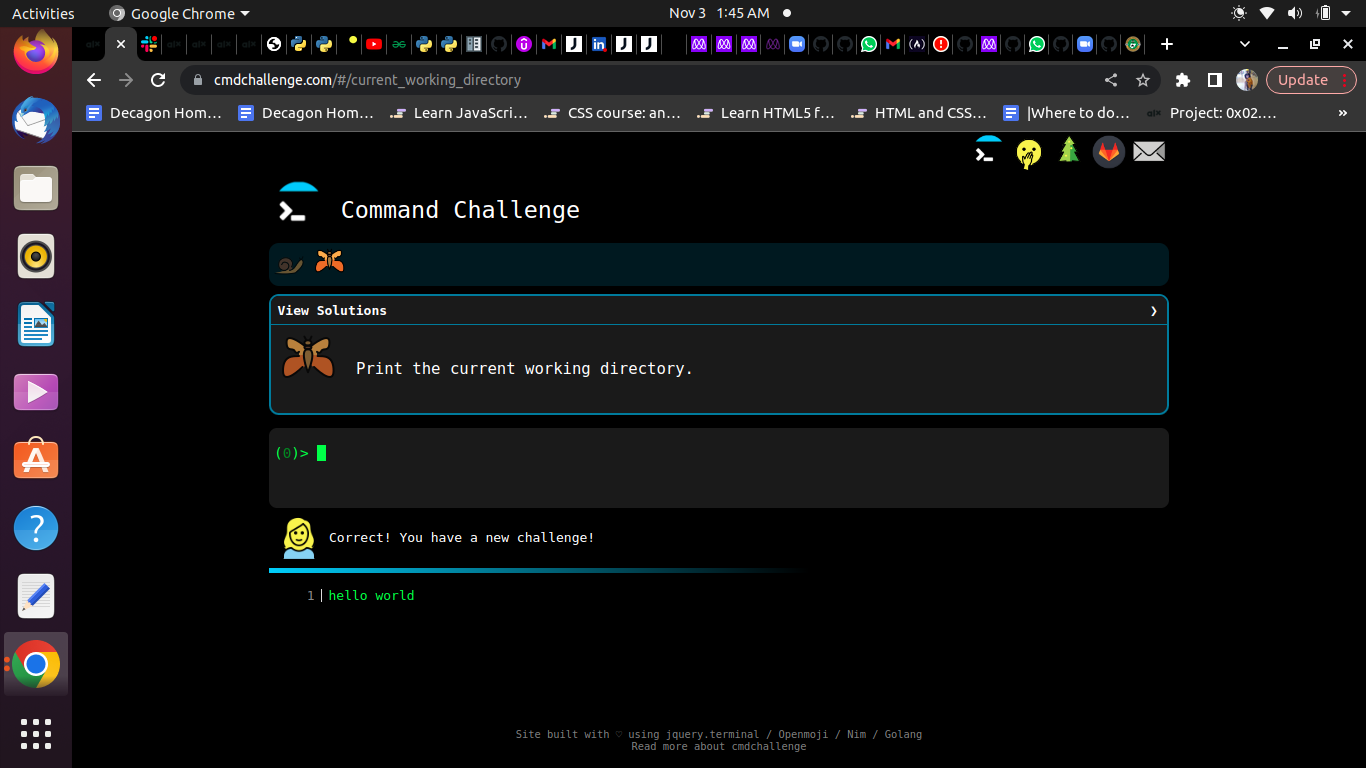 Activities
Google Chrome
Nov 3 1:45 AM
cmdchallenge.com/#/current_working_directory
Update
Decagon Hom…
Decagon Hom…
Learn JavaScri…
CSS course: an…
Learn HTML5 f…
HTML and CSS…
|Where to do…
Project: 0x02.…
»
Command Challenge
View Solutions
Print the current working directory.
(0)>
Correct! You have a new challenge!
1 hello world
Site built with ♡ using jquery.terminal / Openmoji / Nim / Golang
Read more about cmdchallenge